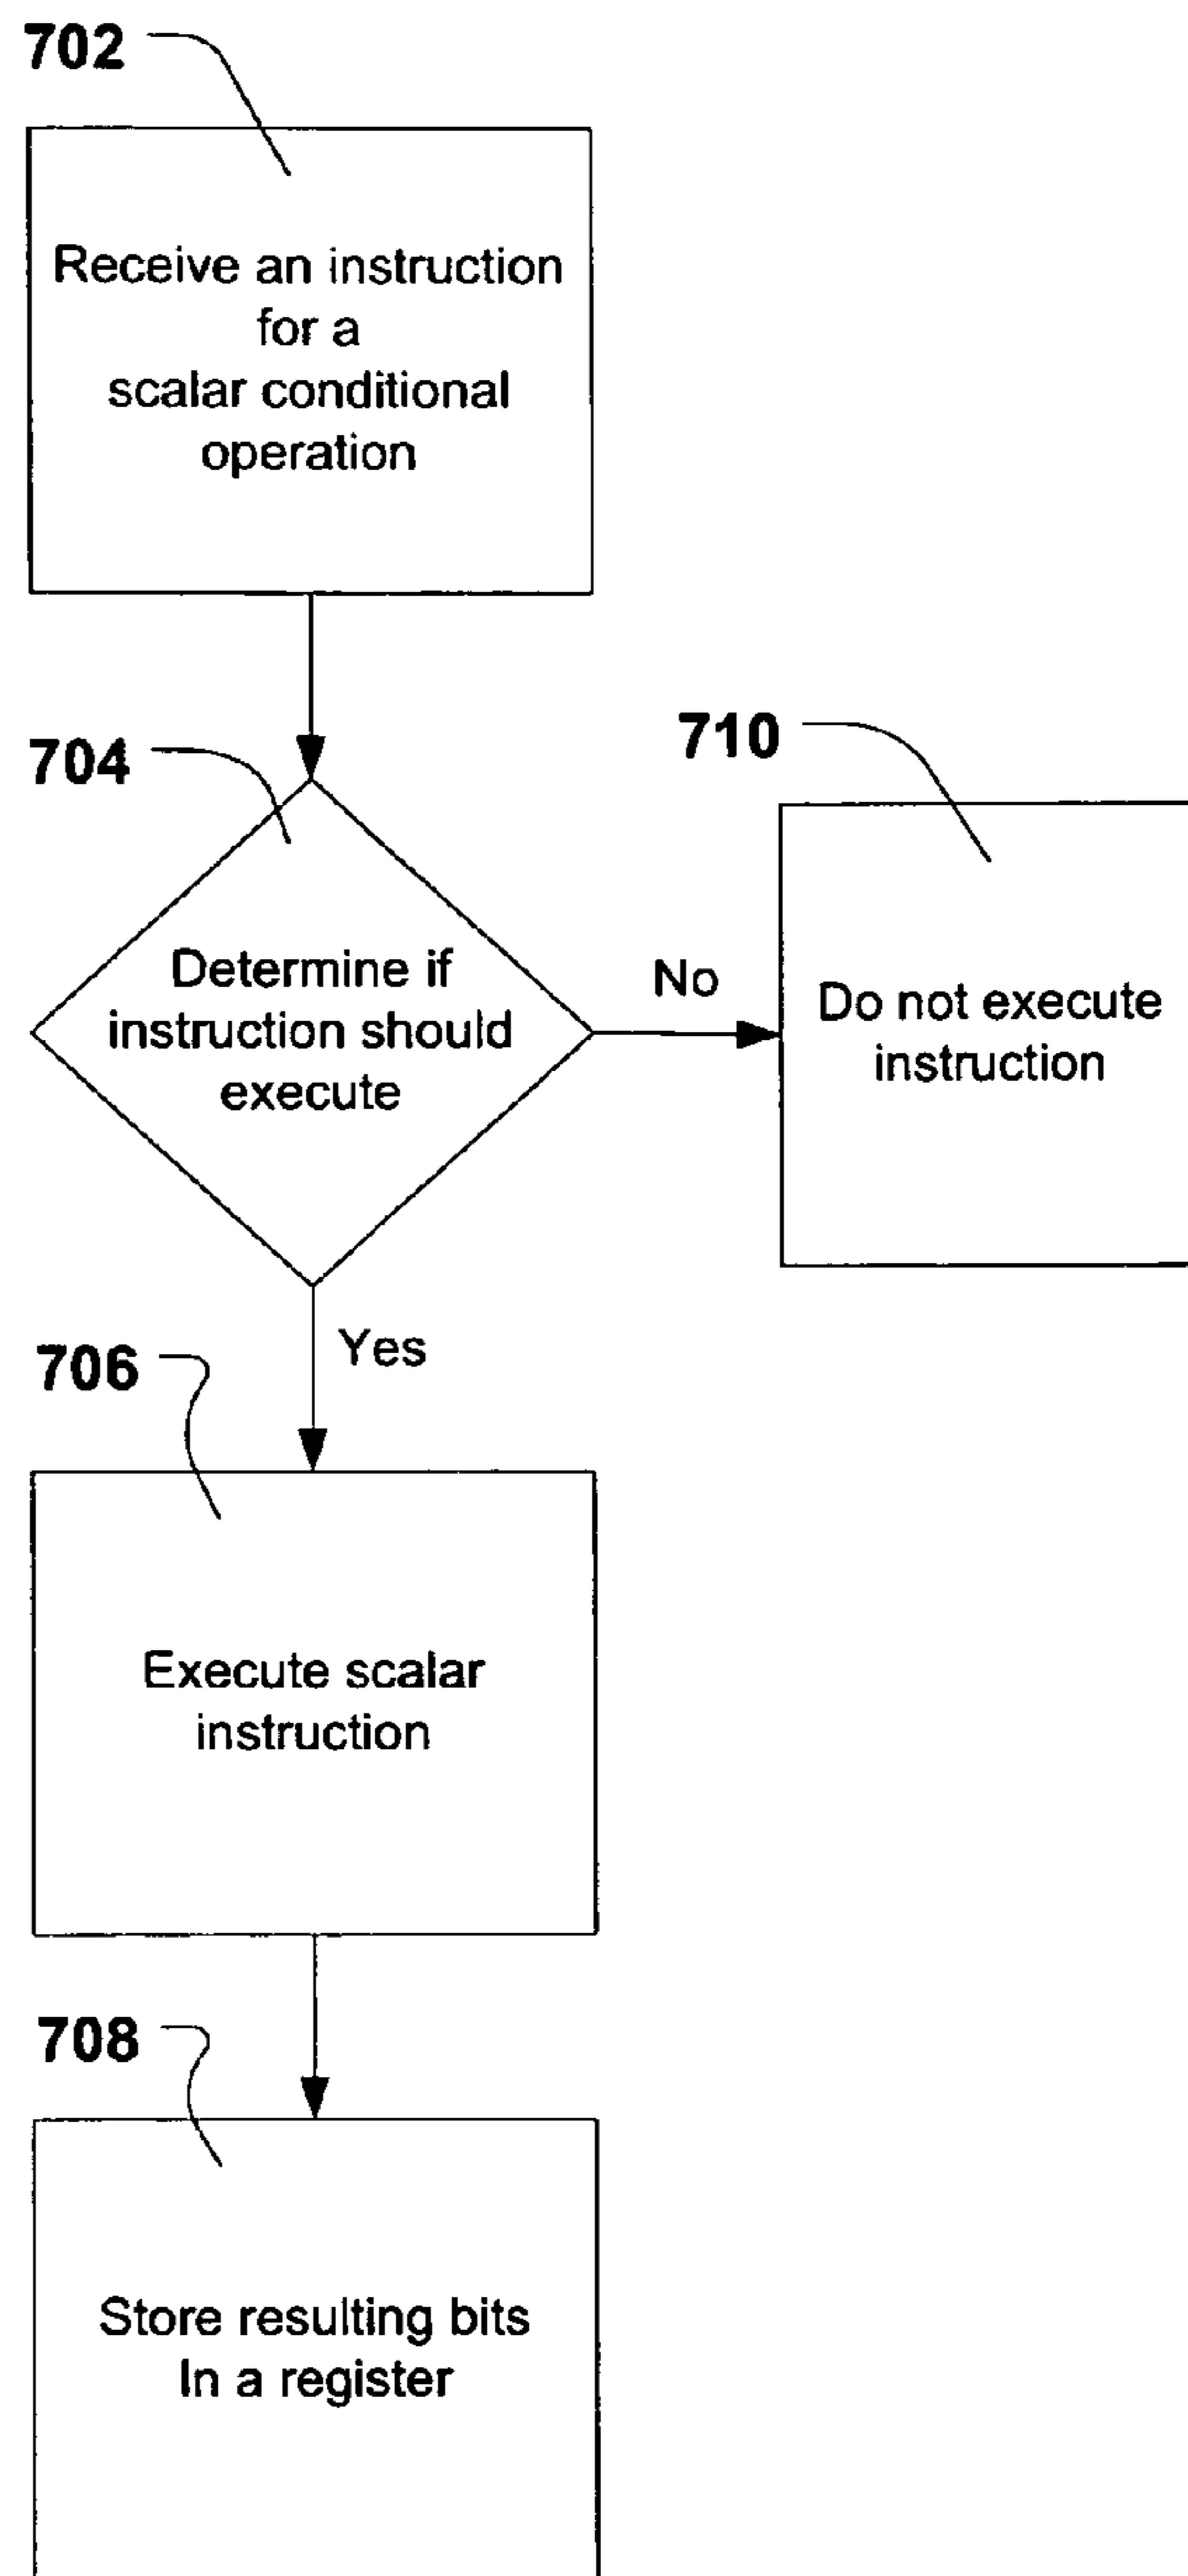 702
Receive an instruction
for a
scalar conditional
operation
704
Determine if
instruction should
execute
No
710
Do not execute
instruction
Yes
706
Execute scalar
instruction
708
Store resulting bits
In a register